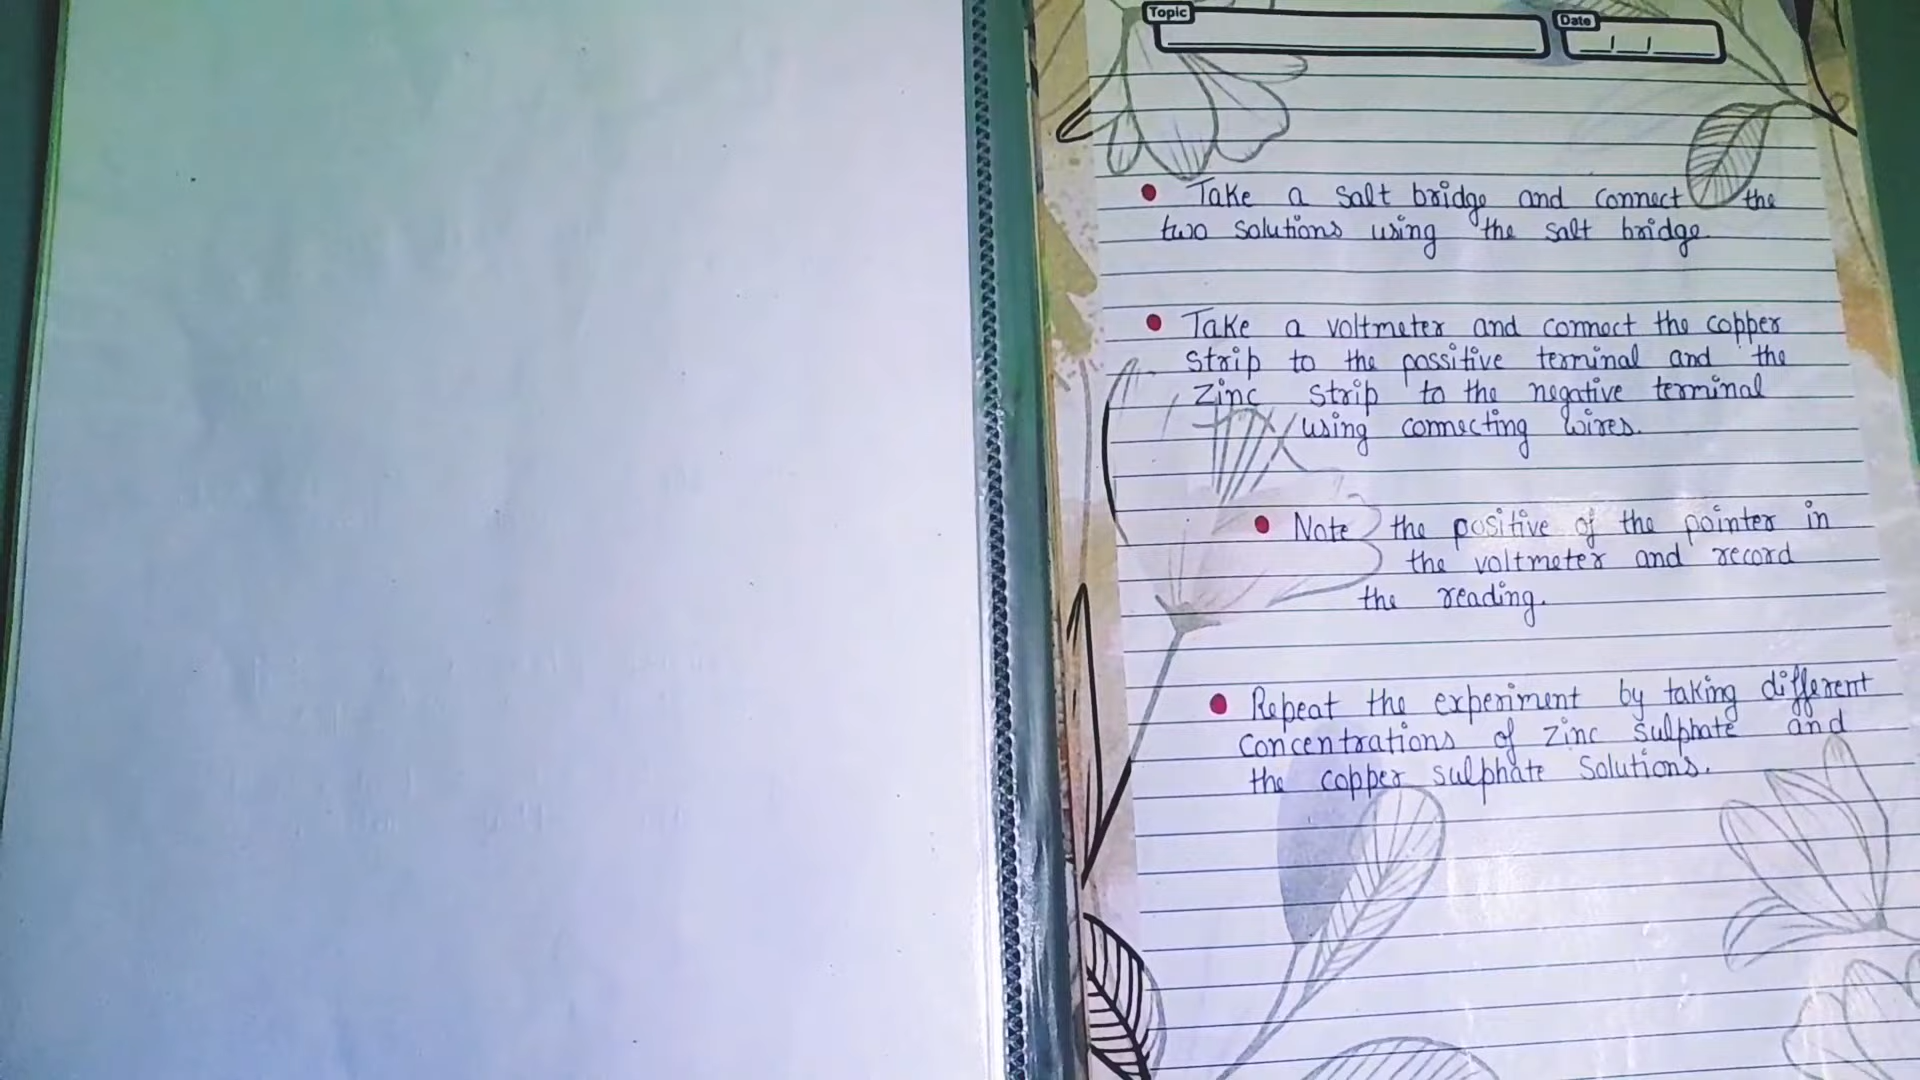 Topic
Date
Take a salt bridge and connect the
two solutions using the salt bridge.
Take a voltmeter and connect the copper
strip to the possitive terminal and the
Zinc strip to the negative terminal
using connecting wires.
Note the positive of the pointer in
the voltmeter and record
the reading.
Repeat the experiment by taking different
concentrations of zinc sulphate and
the copper sulphate solutions.